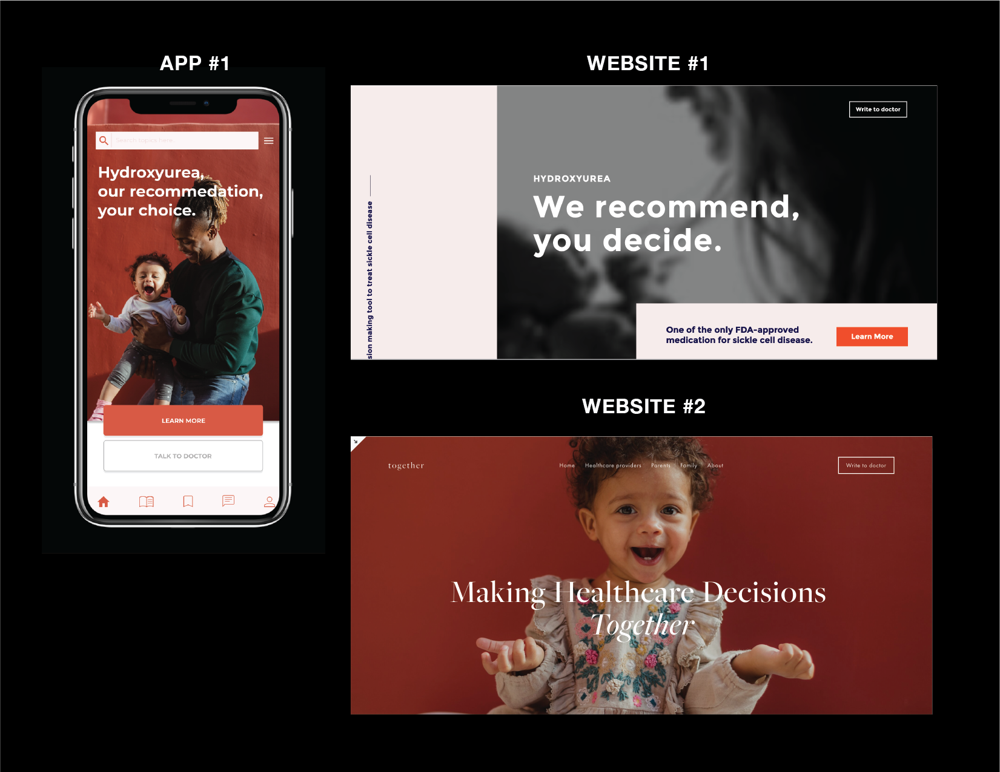 APP #1
Search topics here
Hydroxyurea,
our recommedation,
your choice.
LEARN MORE
TALK TO DOCTOR
WEBSITE #1
sion making tool to treat sickle cell disease
Write to doctor
HYDROXYUREA
We recommend,
you decide.
One of the only FDA-approved
medication for sickle cell disease.
Learn More
WEBSITE #2
together
Home Healthcare providers Parents Family About
Write to doctor
Making Healthcare Decisions
Together